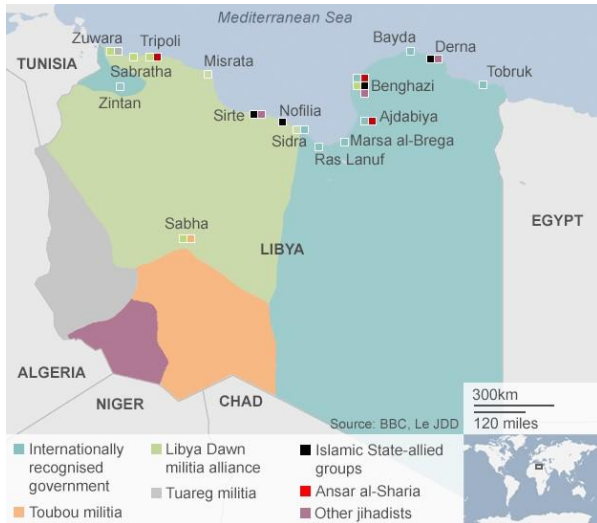 Mediterranean Sea
Zuwara
Tripoli
Bayda
Derna
TUNISIA
Sabratha
Misrata
Tobruk
Benghazi
Zintan
Sirte
Nofilia
Ajdabiya
Sidra
Marsa al-Brega
Ras Lanuf
Sabha
LIBYA
EGYPT
ALGERIA
NIGER
CHAD
300km
120 miles
Source: BBC, Le JDD
Internationally
recognised
government
Toubou militia
Libya Dawn
militia alliance
Tuareg militia
Islamic State-allied
groups
Ansar al-Sharia
Other jihadists